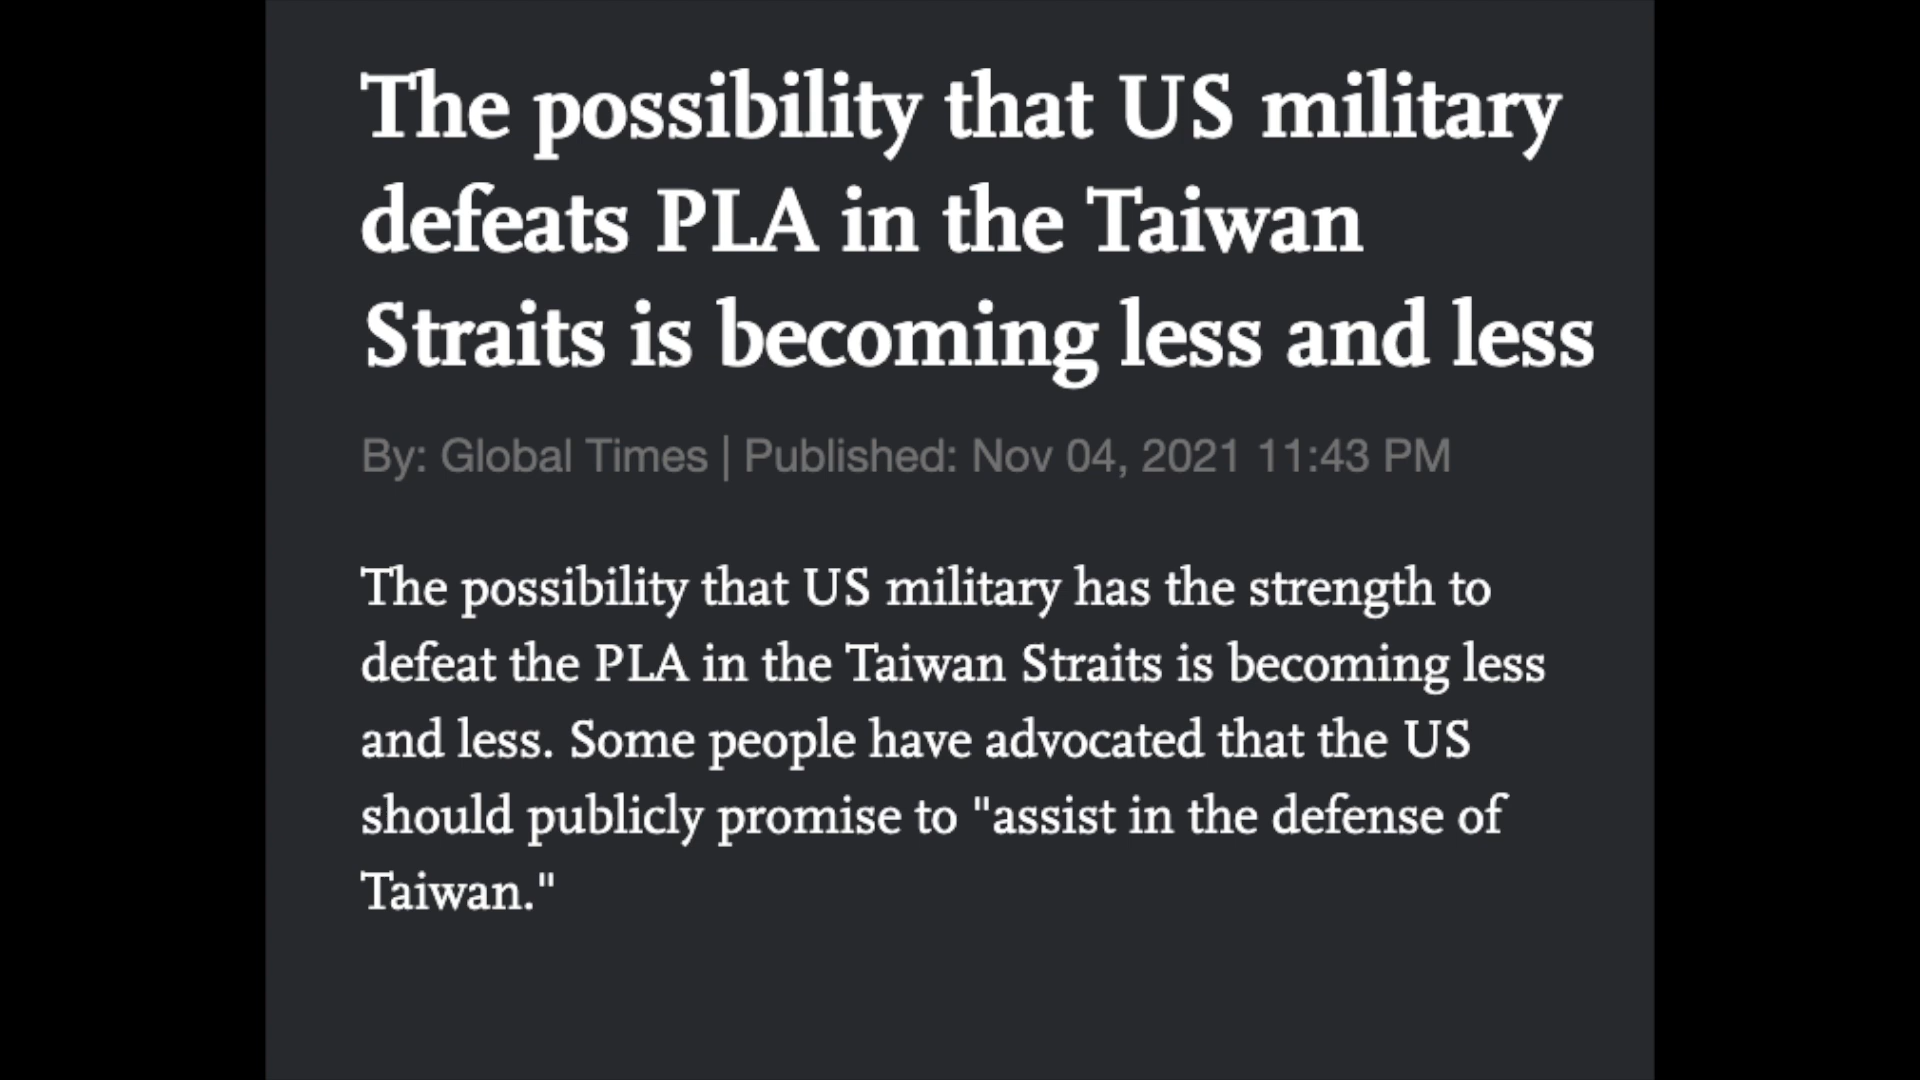 The possibility that US military
defeats PLA in the Taiwan
Straits is becoming less and less
By: Global Times | Published: Nov 04, 2021 11:43 PM
The possibility that US military has the strength to
defeat the PLA in the Taiwan Straits is becoming less
and less. Some people have advocated that the US
should publicly promise to "assist in the defense of
Taiwan."